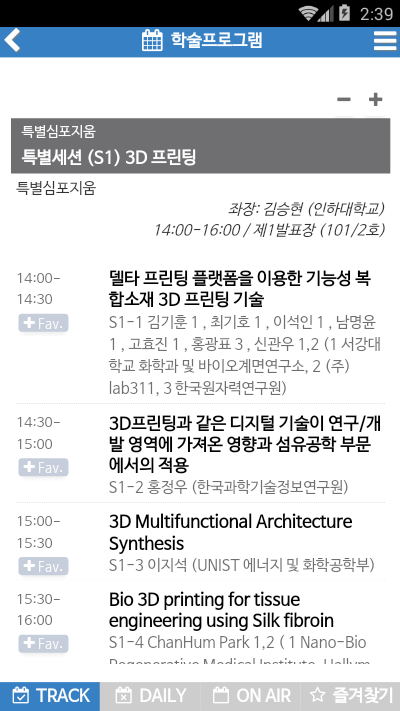 2:39
학술프로그램
특별심포지움
특별세션 (S1) 3D 프린팅
특별심포지움
좌장: 김승현 (인하대학교)
14:00-16:00 / 제1발표장 (101/2호)
14:00-
14:30
Fav.
델타 프린팅 플랫폼을 이용한 기능성 복
합소재 3D 프린팅 기술
S1-1 김기훈 1 , 최기호 1 , 이석인 1 , 남명윤
1 , 고효진 1 , 홍광표 3 , 신관우 1,2 (1 서강대
학교 화학과 및 바이오계면연구소, 2 (주)
lab311, 3 한국원자력연구원)
14:30-
15:00
Fav.
3D프린팅과 같은 디지털 기술이 연구/개
발 영역에 가져온 영향과 섬유공학 부문
에서의 적용
S1-2 홍정우 (한국과학기술정보연구원)
15:00-
15:30
Fav.
3D Multifunctional Architecture
Synthesis
S1-3 이지석 (UNIST 에너지 및 화학공학부)
15:30-
16:00
Fav.
Bio 3D printing for tissue
engineering using Silk fibroin
S1-4 ChanHum Park 1,2 ( 1 Nano-Bio
Regenerative Medical Institute, Hallym
TRACK
DAILY
ON AIR
즐겨찾기